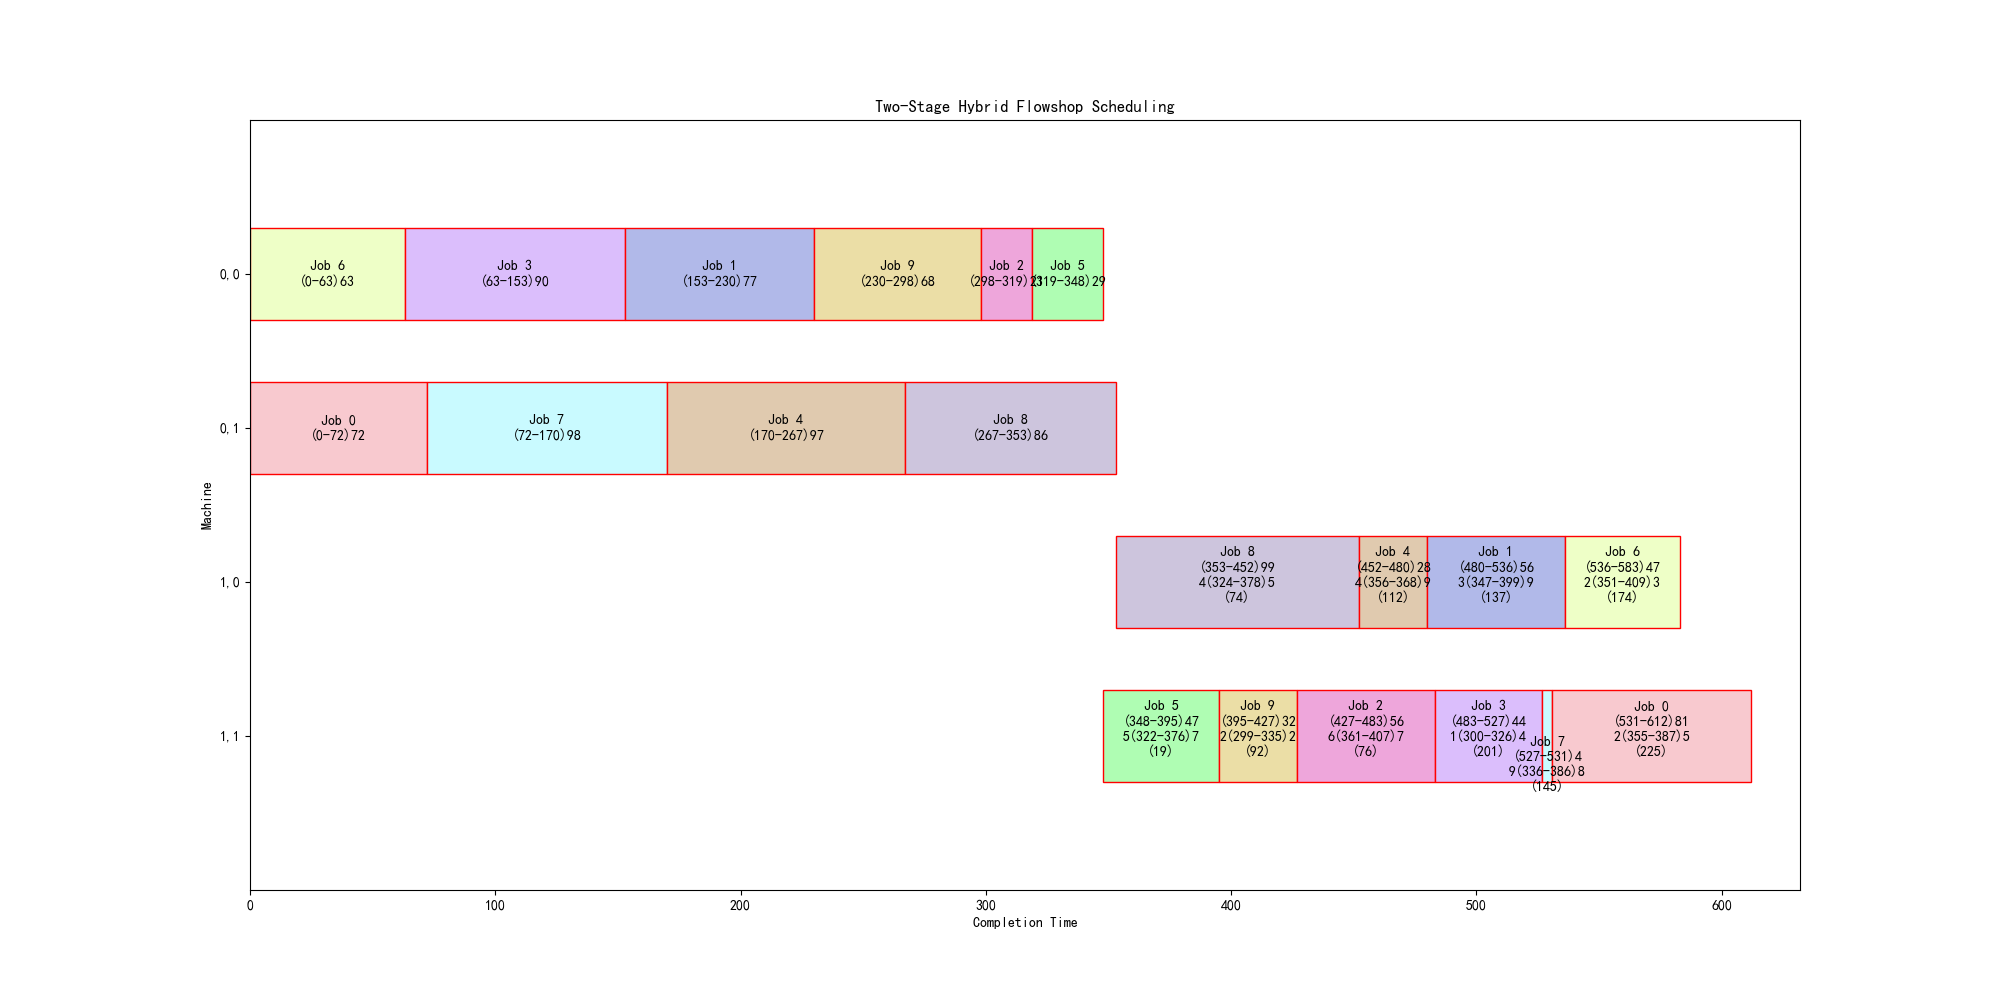 Two-Stage Hybrid Flowshop Scheduling
Machine
0,0
Job 6
(0-63)63
Job 3
(63-153)90
Job 1
(153-230)77
Job 9
(230-298)68
Job 2
(298-319)21
Job 5
(319-348)29
0,1
Job 0
(0-72)72
Job 7
(72-170)98
Job 4
(170-267)97
Job 8
(267-353)86
1,0
Job 8
(353-452)99
4(324-378)5
(74)
Job 4
(452-480)28
4(356-368)9
(112)
Job 1
(480-536)56
3(347-399)9
(137)
Job 6
(536-583)47
2(351-409)3
(174)
1,1
Job 5
(348-395)47
5(322-376)7
(19)
Job 9
(395-427)32
2(299-335)2
(92)
Job 2
(427-483)56
6(361-407)7
(76)
Job 3
(483-527)44
1(300-326)4
(201)
Job 7
(527-531)4
9(336-386)8
(145)
Job 0
(531-612)81
2(355-387)5
(225)
0
100
200
300
400
500
600
Completion Time